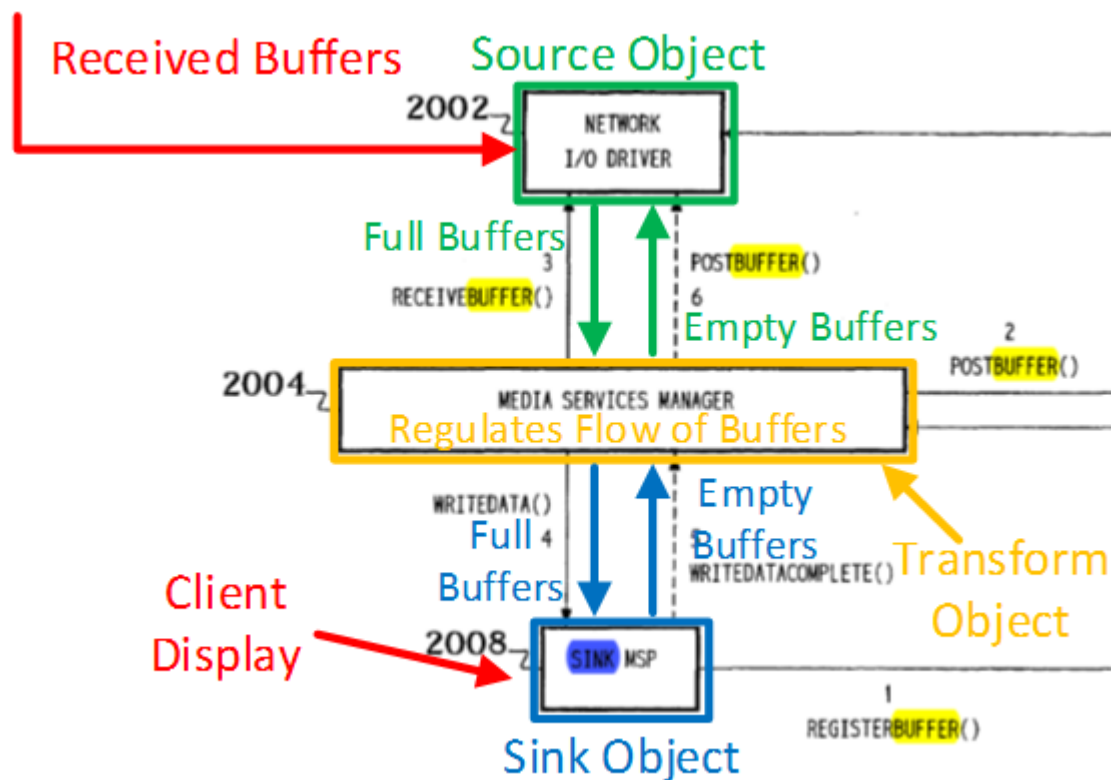 Received Buffers
Source Object
2002
NETWORK
I/O DRIVER
Full Buffers
3
RECEIVEBUFFER()
POSTBUFFER()
6
Empty Buffers
2
POSTBUFFER()
2004
MEDIA SERVICES MANAGER
Regulates Flow of Buffers
WRITEDATA()
4
Full
Buffers
Empty
Buffers
WRITEDATACOMPLETE()
Transform
Object
Client
Display
2008
SINK MSP
1
REGISTERBUFFER()
Sink Object